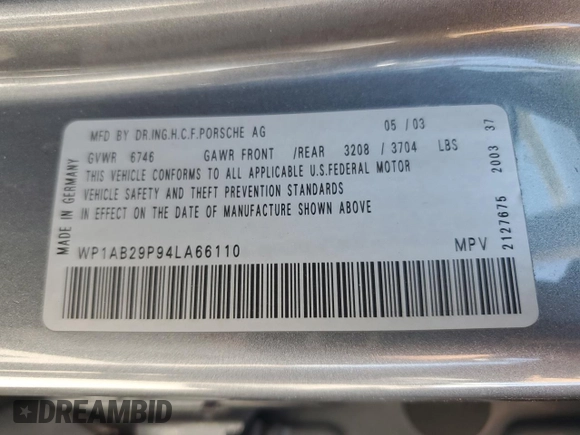 MFD BY DR.ING.H.C.F.PORSCHE AG 05 / 03
GVWR 6746 GAWR FRONT /REAR 3208 / 3704 LBS
THIS VEHICLE CONFORMS TO ALL APPLICABLE U.S.FEDERAL MOTOR
VEHICLE SAFETY AND THEFT PREVENTION STANDARDS
IN EFFECT ON THE DATE OF MANUFACTURE SHOWN ABOVE
WP1AB29P94LA66110 MPV
MADE IN GERMANY
2127675 2003 37
DREAMBID